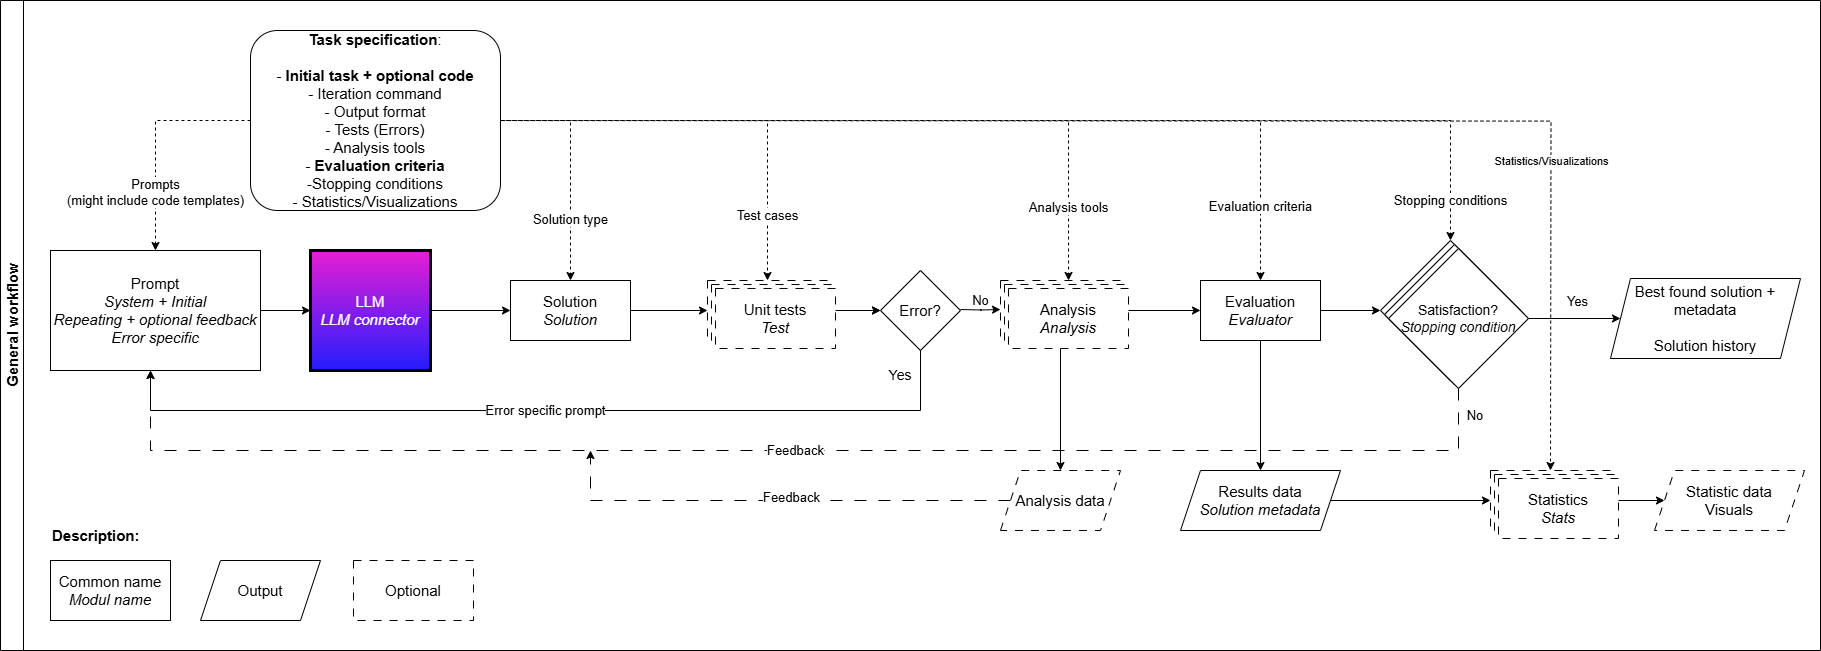 General workflow
Task specification:
- Initial task + optional code
- Iteration command
- Output format
- Tests (Errors)
- Analysis tools
- Evaluation criteria
-Stopping conditions
- Statistics/Visualizations
Prompts
(might include code templates)
Solution type
Test cases
Analysis tools
Evaluation criteria
Stopping conditions
Statistics/Visualizations
Prompt
System + Initial
Repeating + optional feedback
Error specific
LLM
LLM connector
Solution
Solution
Unit tests
Test
Error?
No
Yes
Analysis
Analysis
Evaluation
Evaluator
Satisfaction?
Stopping condition
Yes
No
Best found solution +
metadata
Solution history
Error specific prompt
Feedback
Feedback
Analysis data
Results data
Solution metadata
Statistics
Stats
Statistic data
Visuals
Description:
Common name
Modul name
Output
Optional